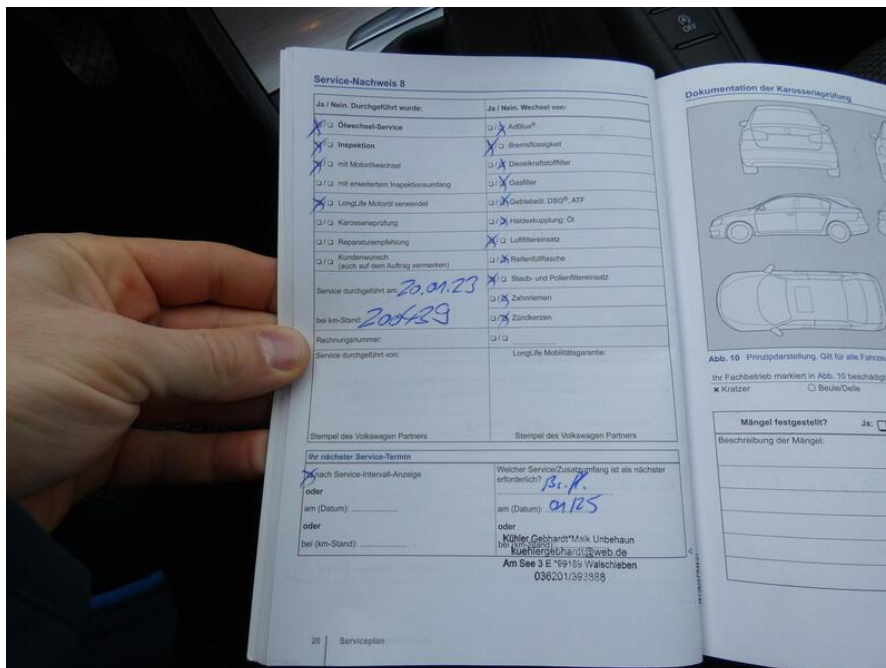 OFF
Service-Nachweis 8
Ja / Nein. Durchgeführt wurde:
Ölwechsel-Service
Inspektion
mit Motorölwechsel
mit erweitertem Inspektionsumfang
LongLife Motoröl verwendet
Karosserieprüfung
Reparaturempfehlung
Kundenwunsch
(auch auf dem Auftrag vermerken)
Service durchgeführt am: 20.01.23
bei km-Stand: 200439
Rechnungsnummer:
Service durchgeführt von:
Stempel des Volkswagen Partners
Ja / Nein. Wechsel von:
AdBlue®
Bremsflüssigkeit
Dieselkraftstofffilter
Gasfilter
Getriebeöl: DSG®, ATF
Haldexkupplung: Öl
Luftfiltereinsatz
Reifenfüllflasche
Staub- und Pollenfiltereinsatz
Zahnriemen
Zündkerzen
LongLife Mobilitätsgarantie:
Stempel des Volkswagen Partners
Ihr nächster Service-Termin
nach Service-Intervall-Anzeige
oder
am (Datum):
oder
bei (km-Stand):
Welcher Service/Zusatzumfang ist als nächster
erforderlich?
am (Datum): 01/25
oder
bei (km-Stand):
Kühler Gebhardt*Maik Unbehaun
kuehlergebhardt@web.de
Am See 3 E *99189 Walschleben
036201/393888
20 Serviceplan
Dokumentation der Karosserieprüfung
Abb. 10 Prinzipdarstellung. Gilt für alle
Ihr Fachbetrieb markiert in Abb. 10
Kratzer
Beule/Delle
Mängel festgestellt? Ja:
Beschreibung der Mängel: